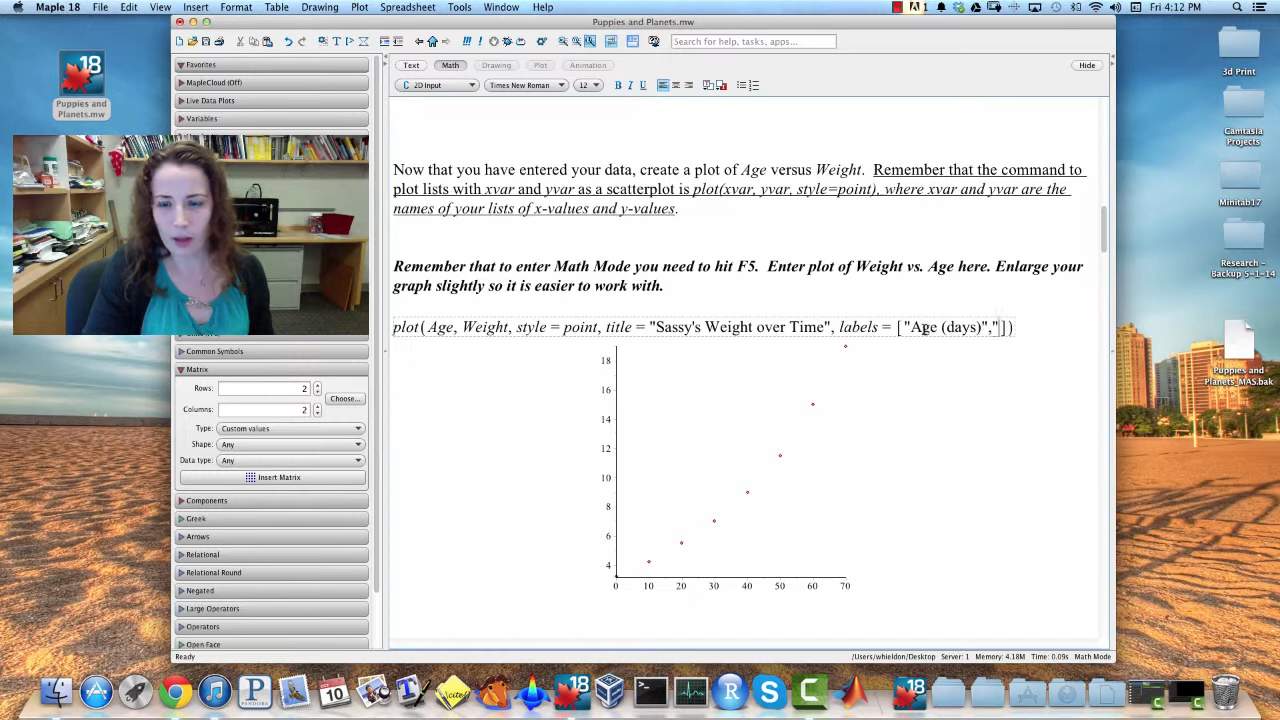 Maple 18 File Edit View Insert Format Table Drawing Plot Spreadsheet Tools Window Help
1
Fri 4:12 PM
Puppies and Planets.mw
Search for help, tasks, apps...
Text Math Drawing Plot Animation Hide
C 2D Input Times New Roman 12 B I U
Favorites
MapleCloud (Off)
Live Data Plots
Variables
Common Symbols
Matrix
Rows: 2
Choose...
Columns: 2
Type: Custom values
Shape: Any
Data type: Any
Insert Matrix
Components
Greek
Arrows
Relational
Relational Round
Negated
Large Operators
Operators
Open Face
Now that you have entered your data, create a plot of Age versus Weight. Remember that the command to
plot lists with xvar and yvar as a scatterplot is plot(xvar, yvar, style=point), where xvar and yvar are the
names of your lists of x-values and y-values.
Remember that to enter Math Mode you need to hit F5. Enter plot of Weight vs. Age here. Enlarge your
graph slightly so it is easier to work with.
plot(Age, Weight, style = point, title = "Sassy's Weight over Time", labels = ["Age (days)","])
18
16
14
12
10
8
6
4
0 10 20 30 40 50 60 70
Ready
/Users/whieldon/Desktop Server: 1 Memory: 4.18M Time: 0.09s Math Mode
18
Puppies and
Planets.mw
3d Print
Camtasia
Projects
Minitab17
Research -
Backup 5-1-14
Puppies and
Planets_MAS.bak
OCT
10